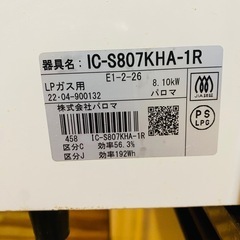 器具名： IC-S807KHA-1R
E1-2-26
LPガス用 8.10kW
22·04-900132 パロマ
株式会社パロマ
PS
LPG
458 IC-S807KHA-1R
区分C 効率56.3%
区分J 効率192Wh